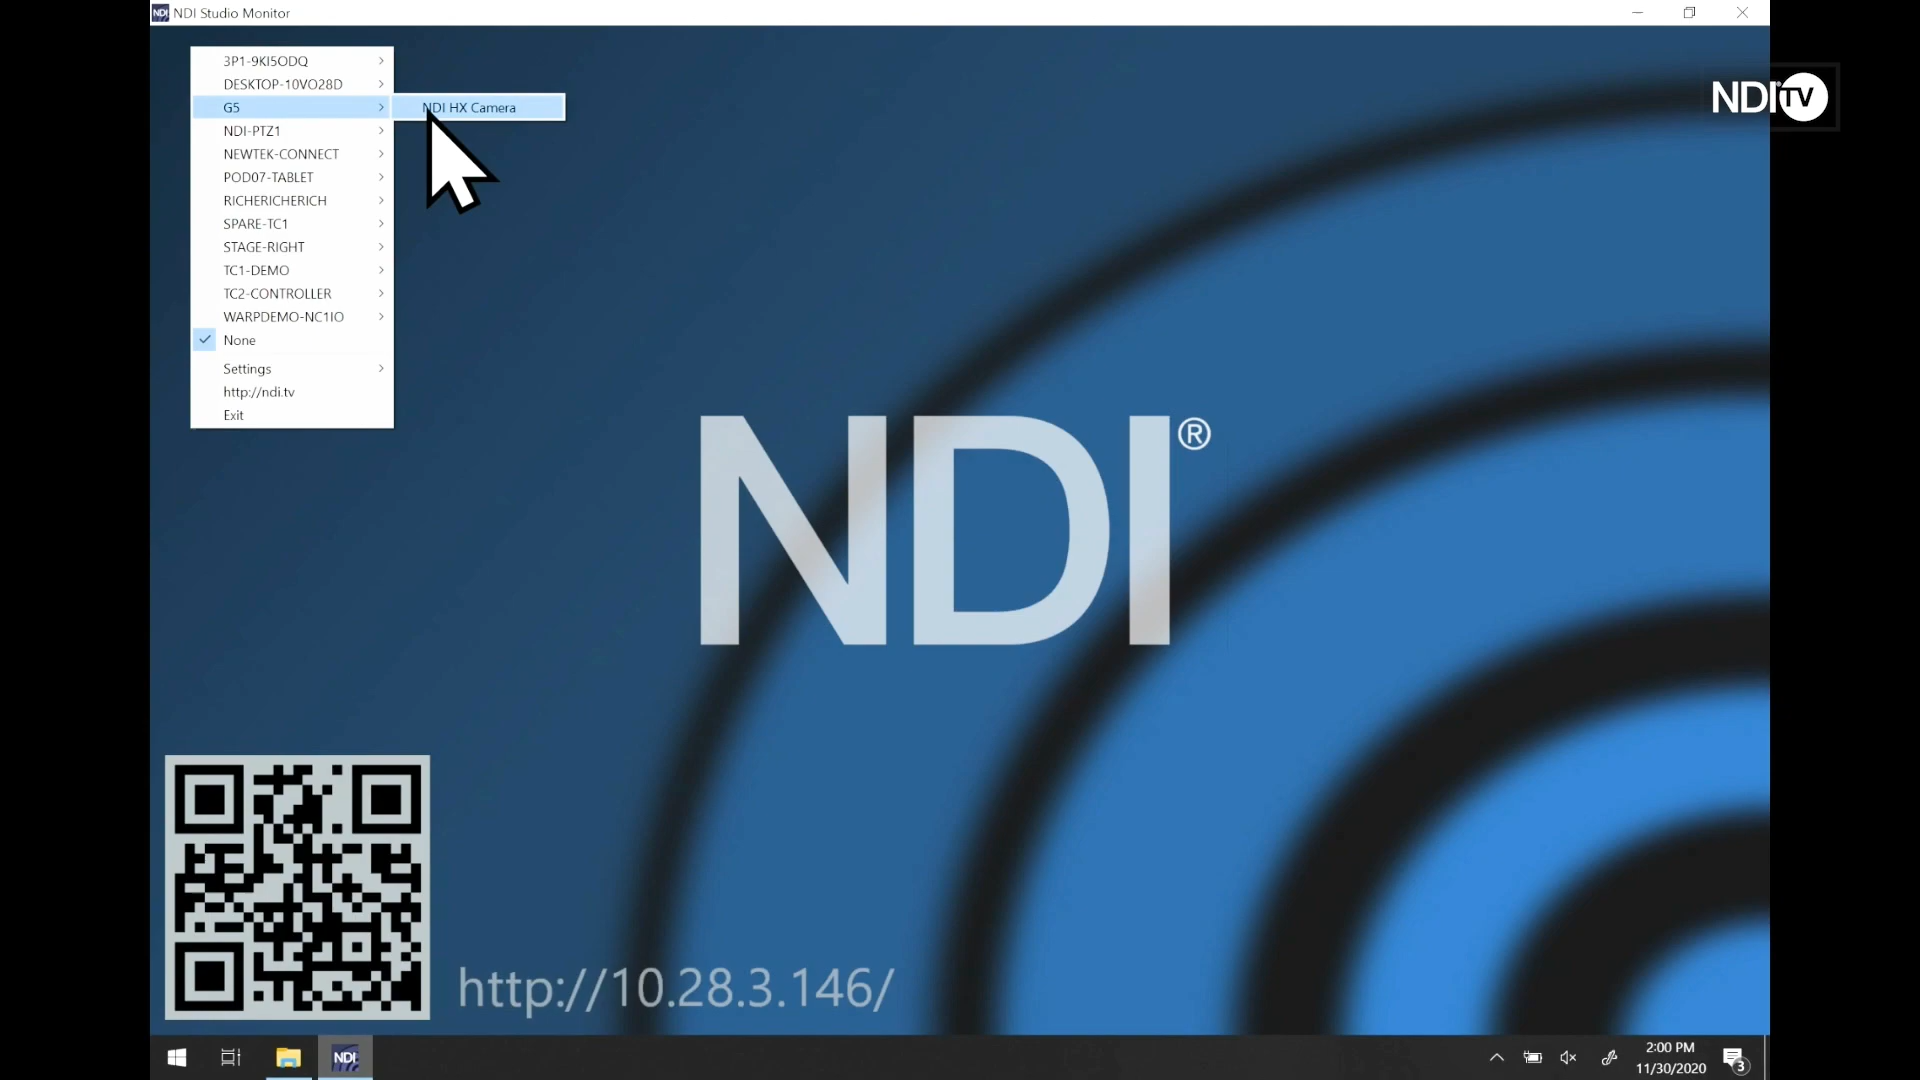 NDI NDI Studio Monitor
NDI TV
3P1-9KI5ODQ
DESKTOP-10VO28D
G5
NDI HX Camera
NDI-PTZ1
NEWTEK-CONNECT
POD07-TABLET
RICHERICHERICH
SPARE-TC1
STAGE-RIGHT
TC1-DEMO
TC2-CONTROLLER
WARPDEMO-NC1IO
None
Settings
http://ndi.tv
Exit
NDI®
http://10.28.3.146/
NDI
2:00 PM
11/30/2020
3